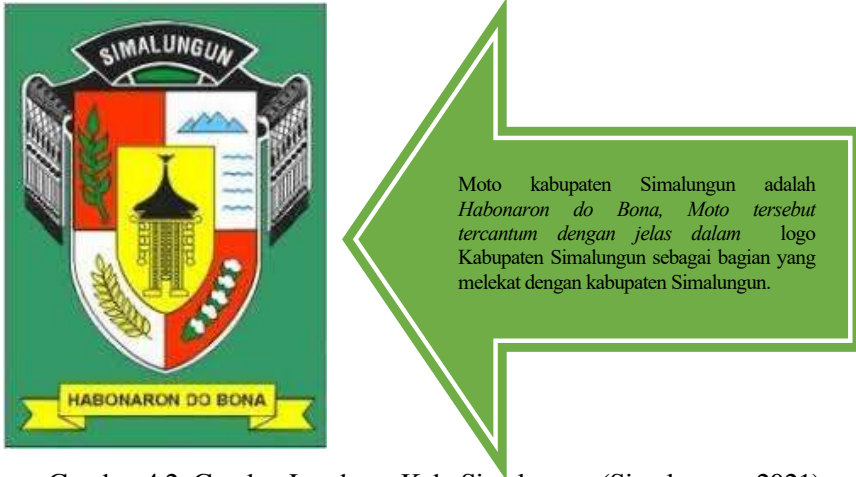 SIMALUNGUN
HABONARON DO BONA
Moto kabupaten Simalungun adalah
Habonaron do Bona, Moto tersebut
tercantum dengan jelas dalam logo
Kabupaten Simalungun sebagai bagian yang
melekat dengan kabupaten Simalungun.